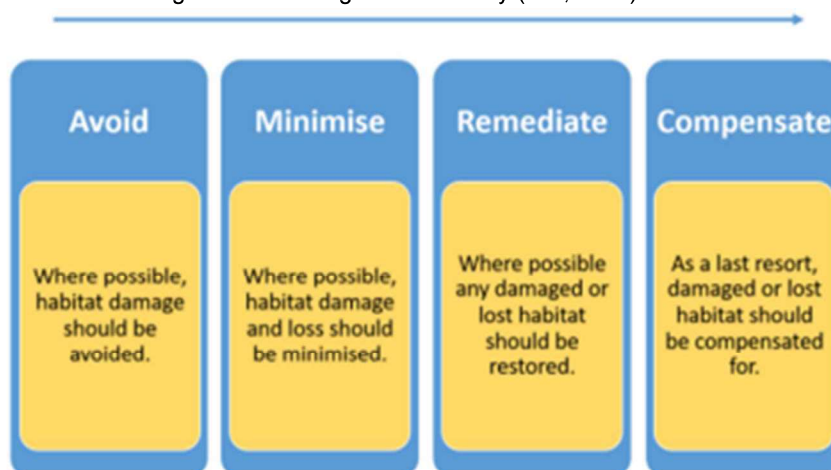 Avoid
Where possible,
habitat damage
should be
avoided.
Minimise
Where possible,
habitat damage
and loss should
be minimised.
Remediate
Where possible
any damaged or
lost habitat
should be
restored.
Compensate
As a last resort,
damaged or lost
habitat should
be compensated
for.